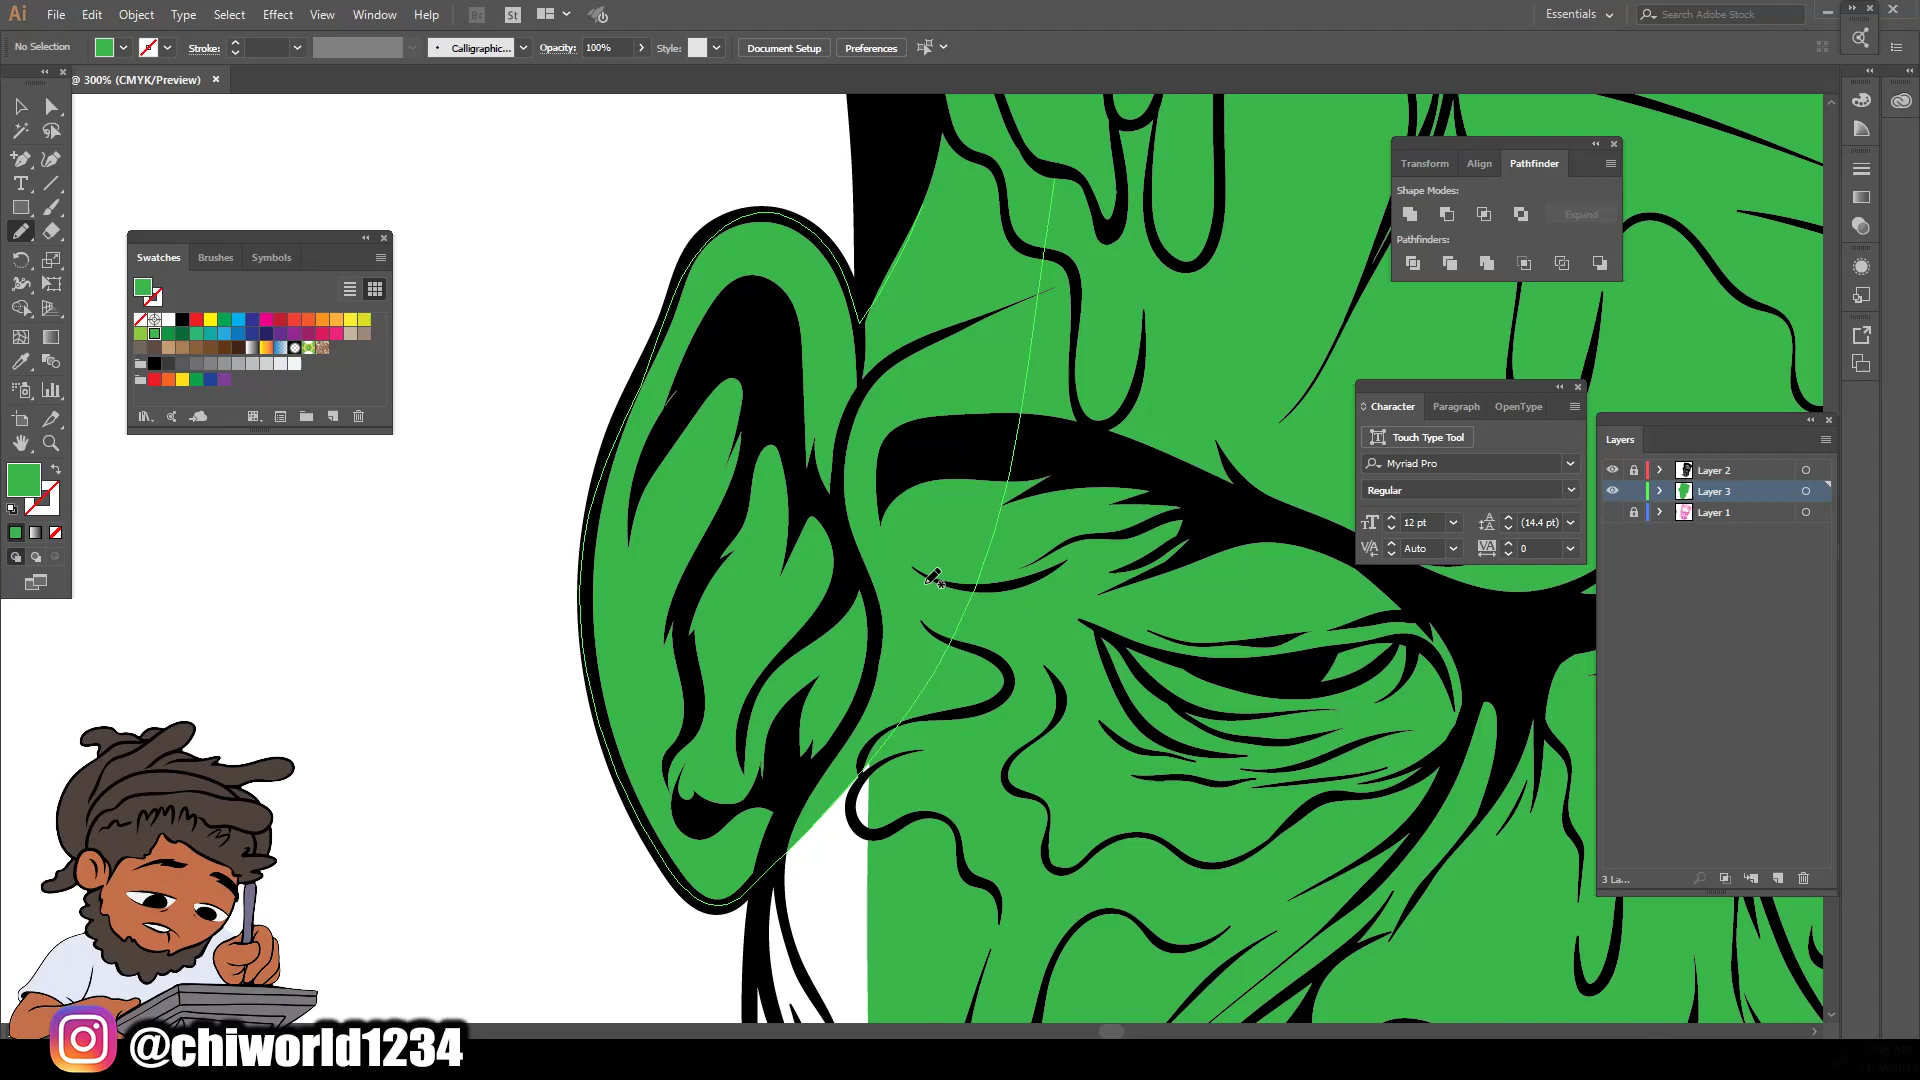 Ai File Edit Object Type Select Effect View Window Help Br St Essentials Search Adobe Stock
No Selection Stroke: Calligraphic... Opacity: 100% Style: Document Setup Preferences
@ 300% (CMYK/Preview) ×
Transform Align Pathfinder
Shape Modes:
Expand
Pathfinders:
Swatches Brushes Symbols
Character Paragraph OpenType
Touch Type Tool
Myriad Pro
Regular
12 pt (14.4 pt)
Auto 0
Layers
Layer 2
Layer 3
Layer 1
3 La...
@chiworld1234